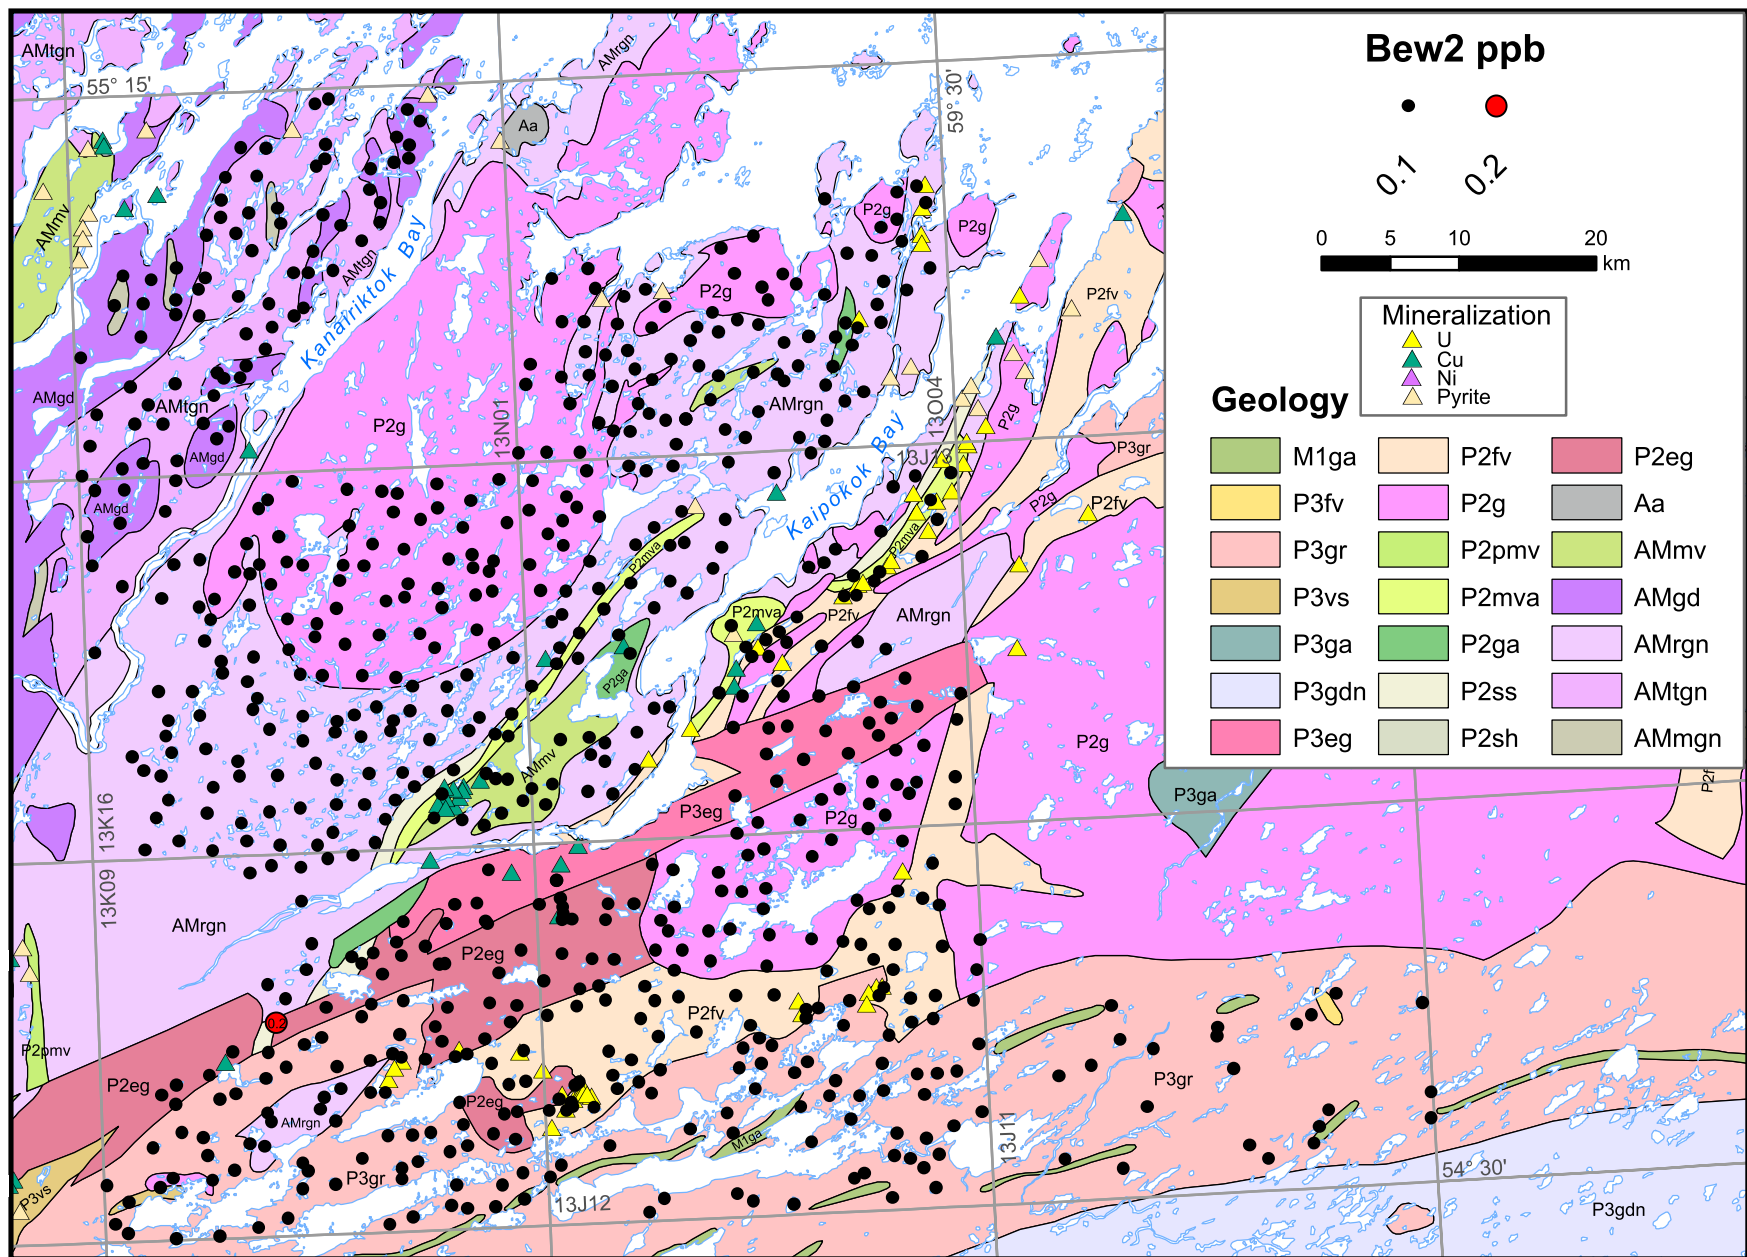 Bew2 ppb
0.1
0.2
0 5 10 20
km
Mineralization
U
Cu
Ni
Pyrite
Geology
M1ga
P3fv
P3gr
P3vs
P3ga
P3gdn
P3eg
P2fv
P2g
P2pmv
P2mva
P2ga
P2ss
P2sh
P2eg
Aa
AMmv
AMgd
AMrgn
AMtgn
AMmgn
AMtgn
55° 15'
AMrgn
Aa
59° 30'
AMmv
AMtgn
Kanairiktok Bay
P2g
P2g
P2g
P2fv
AMgd
AMtgn
P2g
13N01
AMrgn
13O04
P2g
AMgd
AMgd
13J13
P3gr
Kaipokok Bay
P2g
P2fv
P2mva
P2mva
P2mva
P2fv
AMrgn
P2ga
P2g
AMmv
P3ga
P2f
13K16
P3eg
P2g
13K09
AMrgn
P2eg
P2fv
0.2
P2pmv
P2eg
P3gr
P2eg
AMrgn
M1ga
13J11
P3gr
54° 30'
P3vs
13J12
P3gdn